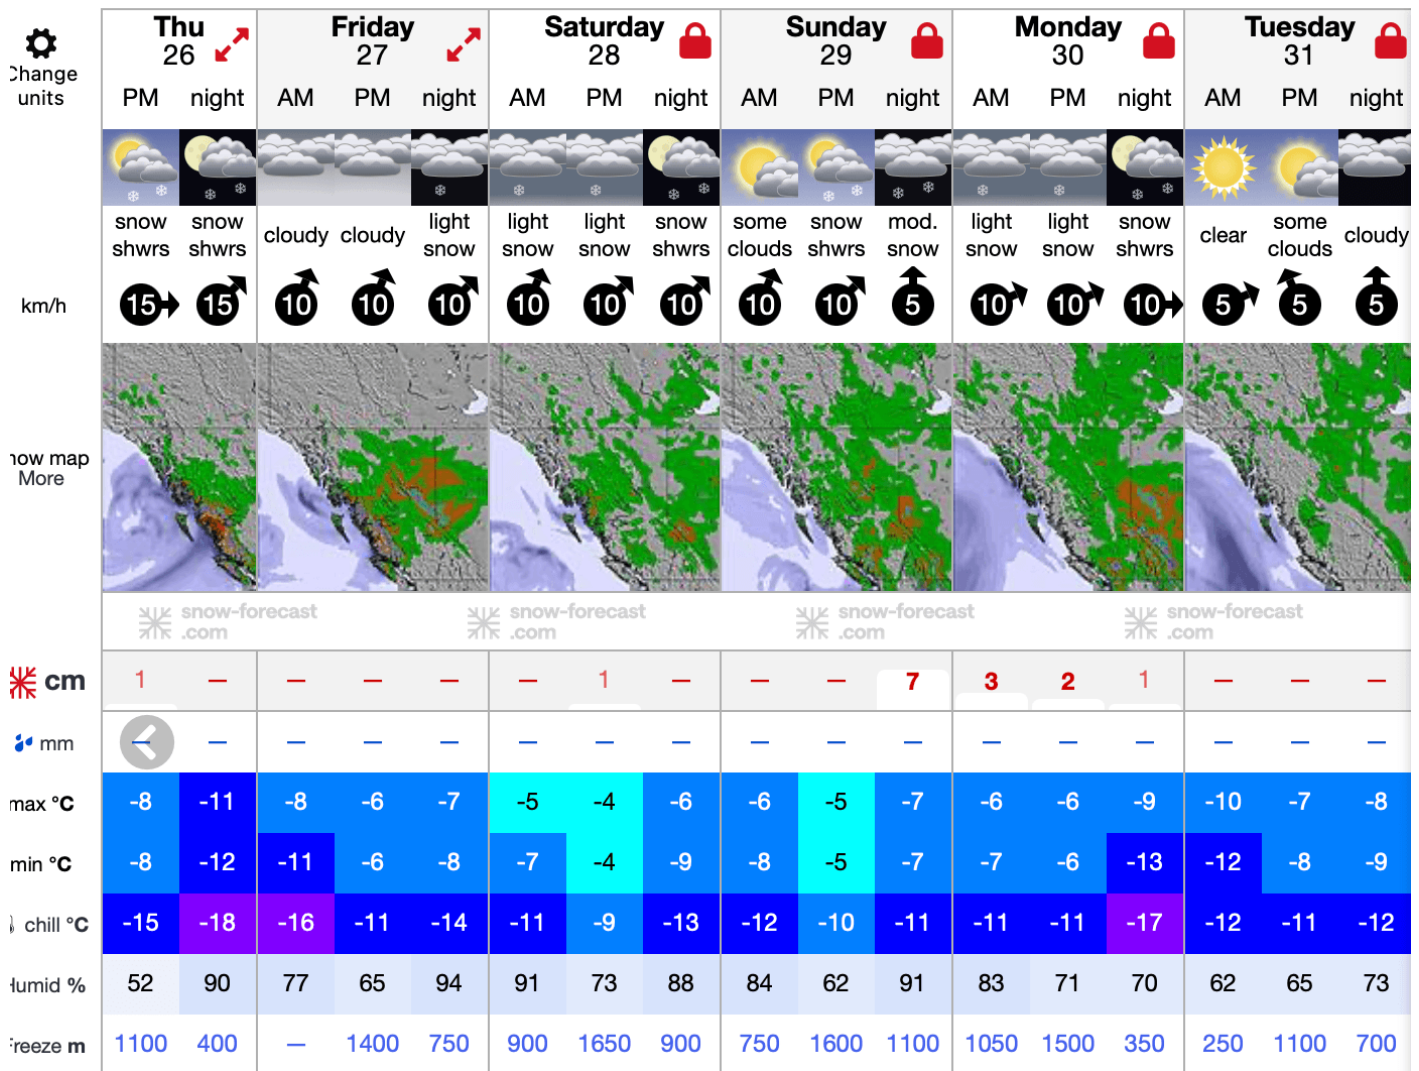 Thu Friday Saturday Sunday Monday Tuesday
26 27 28 29 30 31
Change
units
PM night AM PM night AM PM night AM PM night AM PM night AM PM night
snow shwrs snow shwrs cloudy cloudy light snow light snow light snow snow shwrs some clouds snow shwrs mod. snow light snow light snow snow shwrs clear some clouds cloudy
km/h 15 15 10 10 10 10 10 10 10 10 5 10 10 10 5 5 5
now map
More
snow-forecast snow-forecast snow-forecast snow-forecast
.com .com .com .com
cm 1 — — — — — 1 — — — 7 3 2 1 — — —
mm — — — — — — — — — — — — — — — — —
max °C -8 -11 -8 -6 -7 -5 -4 -6 -6 -5 -7 -6 -6 -9 -10 -7 -8
min °C -8 -12 -11 -6 -8 -7 -4 -9 -8 -5 -7 -7 -6 -13 -12 -8 -9
chill °C -15 -18 -16 -11 -14 -11 -9 -13 -12 -10 -11 -11 -11 -17 -12 -11 -12
Humid % 52 90 77 65 94 91 73 88 84 62 91 83 71 70 62 65 73
Freeze m 1100 400 — 1400 750 900 1650 900 750 1600 1100 1050 1500 350 250 1100 700